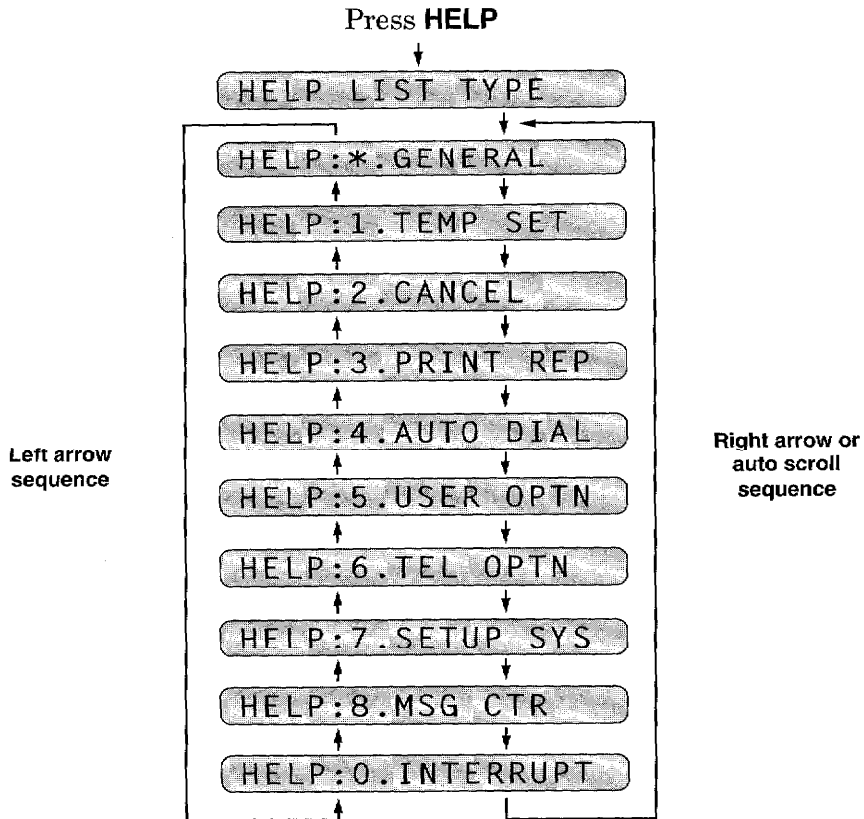 Press HELP
HELP LIST TYPE
HELP:*.GENERAL
HELP:1.TEMP SET
HELP:2.CANCEL
HELP:3.PRINT REP
HELP:4.AUTO DIAL
Left arrow
sequence
Right arrow or
auto scroll
sequence
HELP:5.USER OPTN
HELP:6.TEL OPTN
HELP:7.SETUP SYS
HELP:8.MSG CTR
HELP:0.INTERRUPT